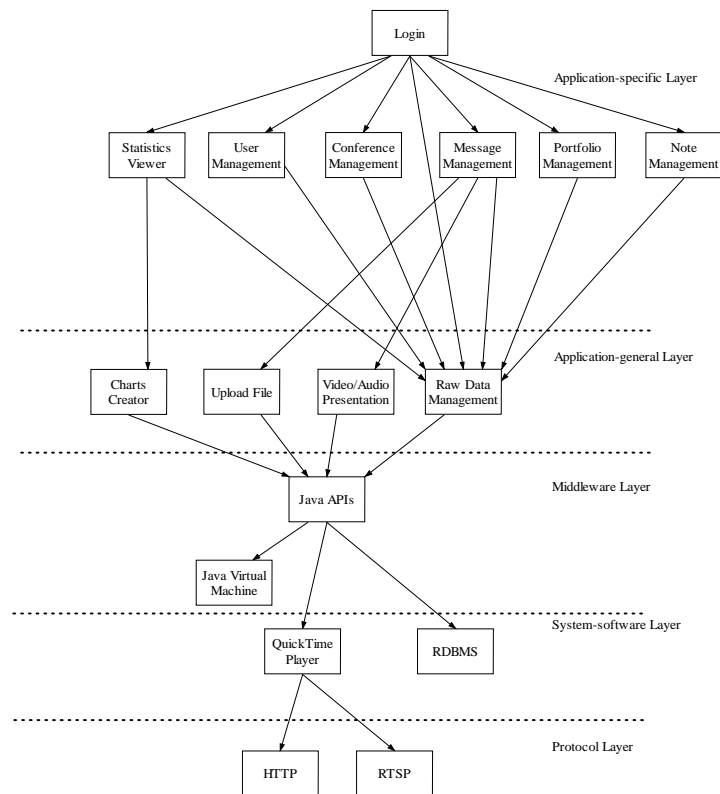 Login
Application-specific Layer
Statistics
Viewer
User
Management
Conference
Management
Message
Management
Portfolio
Management
Note
Management
Application-general Layer
Charts
Creator
Upload File
Video/Audio
Presentation
Raw Data
Management
Middleware Layer
Java APIs
Java Virtual
Machine
System-software Layer
QuickTime
Player
RDBMS
Protocol Layer
HTTP
RTSP